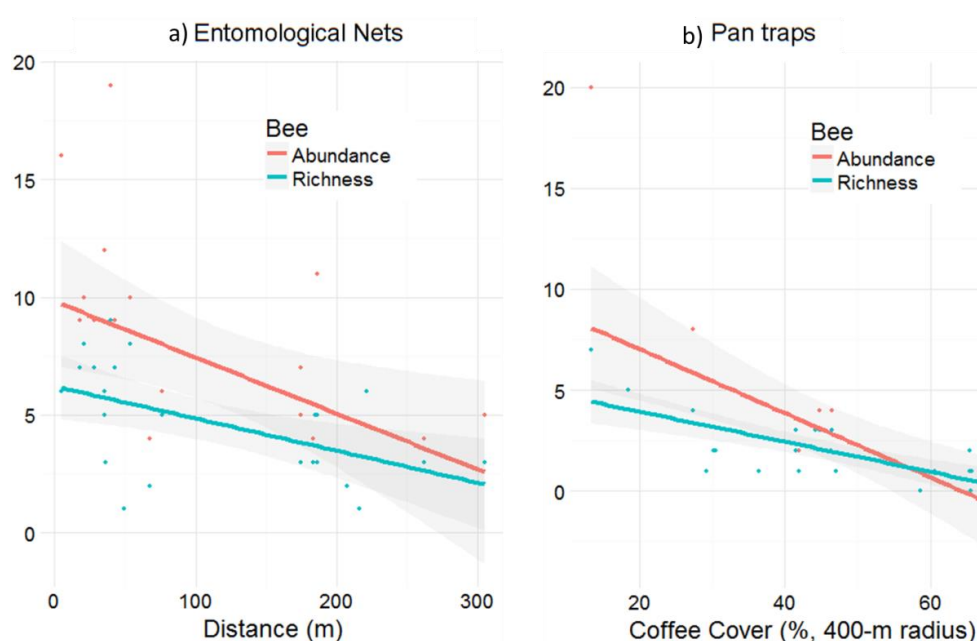 a) Entomological Nets
20
15
10
5
0
Bee
Abundance
Richness
0 100 200 300
Distance (m)
b) Pan traps
20
15
10
5
0
Bee
Abundance
Richness
20 40 60
Coffee Cover (%, 400-m radius)